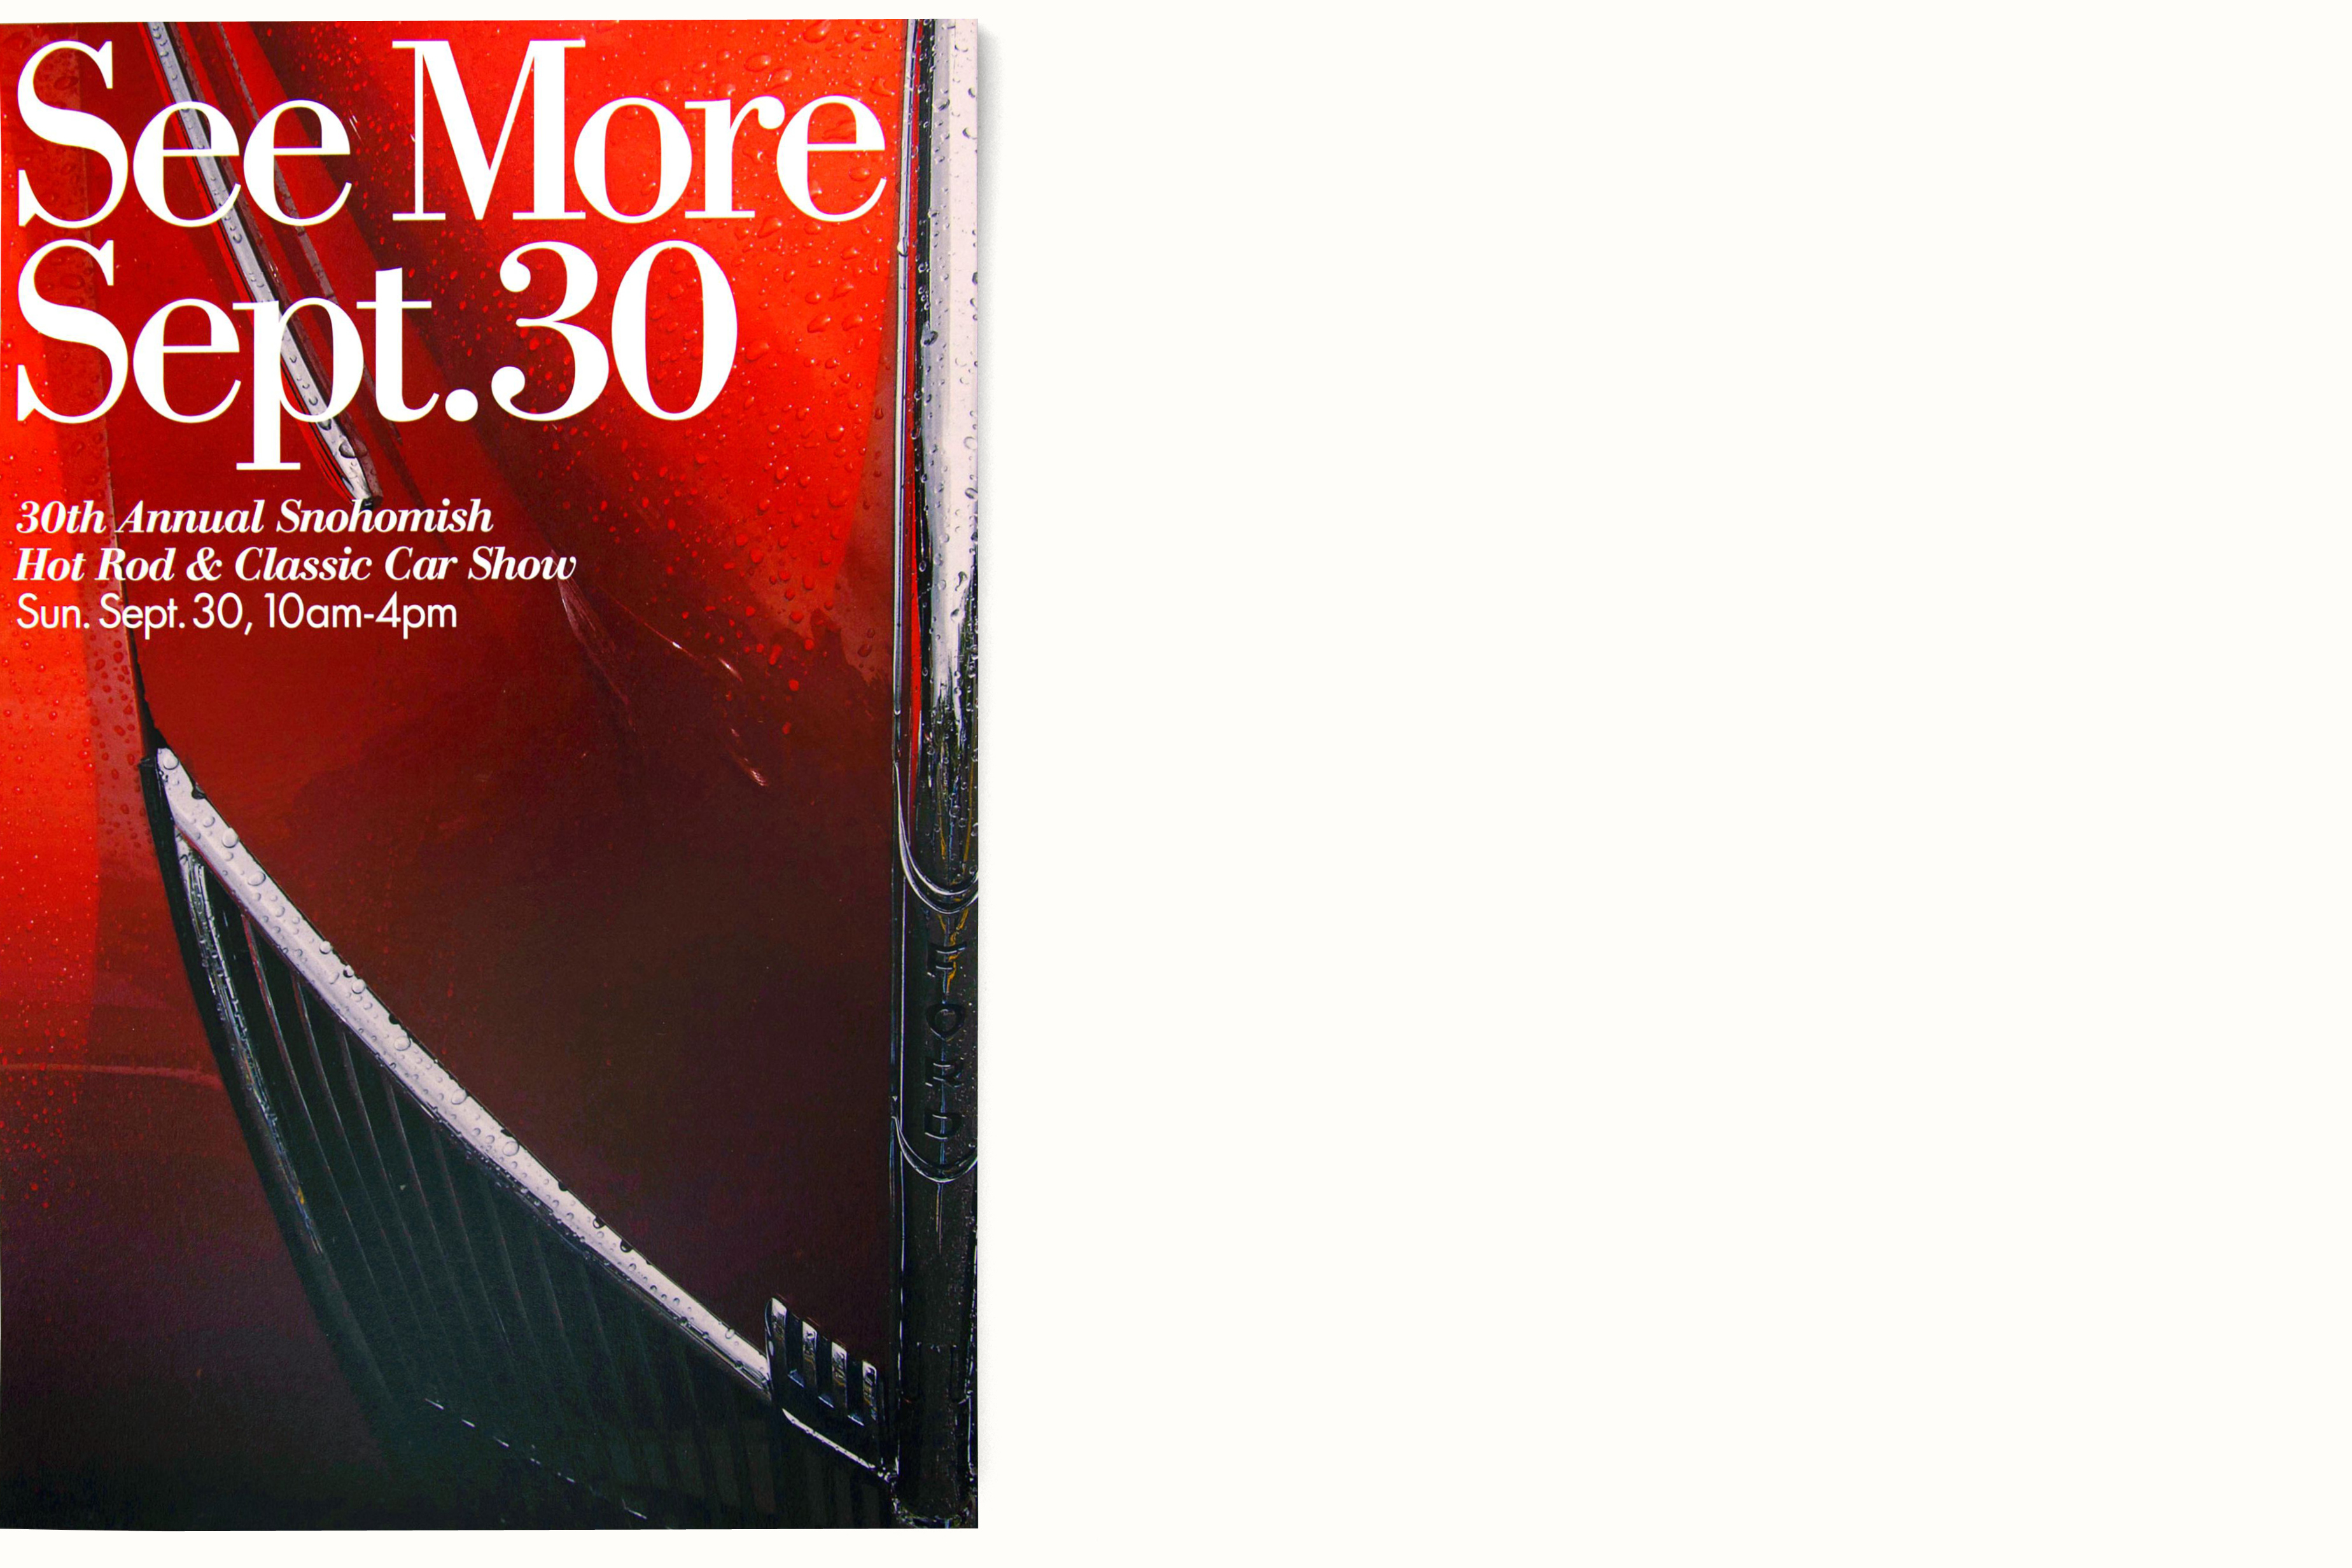 See More
Sept.30
30th Annual Snohomish
Hot Rod & Classic Car Show
Sun. Sept. 30, 10am-4pm
FORD